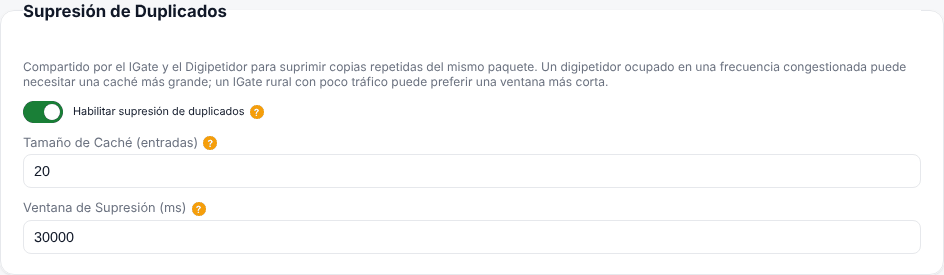 Supresión de Duplicados
Compartido por el IGate y el Digipetidor para suprimir copias repetidas del mismo paquete. Un digipetidor ocupado en una frecuencia congestionada puede
necesitar una caché más grande; un IGate rural con poco tráfico puede preferir una ventana más corta.
Habilitar supresión de duplicados ?
Tamaño de Caché (entradas) ?
20
Ventana de Supresión (ms) ?
30000